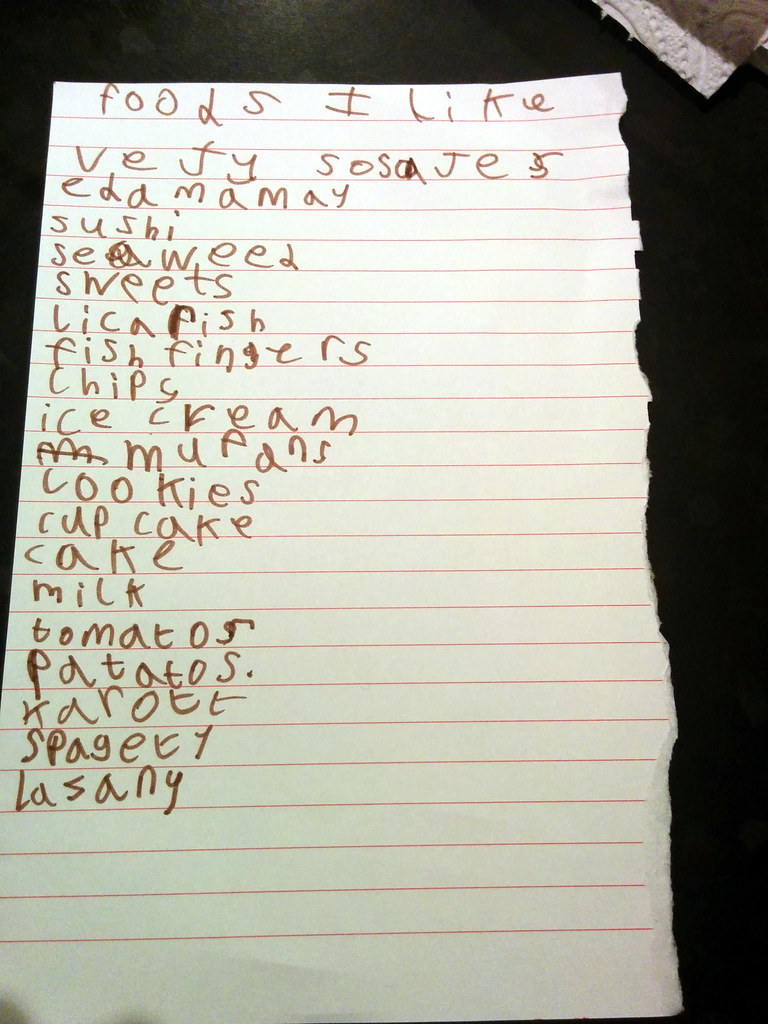 foods I like
vejy sosajes
edamamay
sushi
seaweed
sweets
licafish
fish fingers
chips
ice cream
mufans
cookies
cup cake
cake
milk
tomatos
patatos.
karott
spagety
lasany